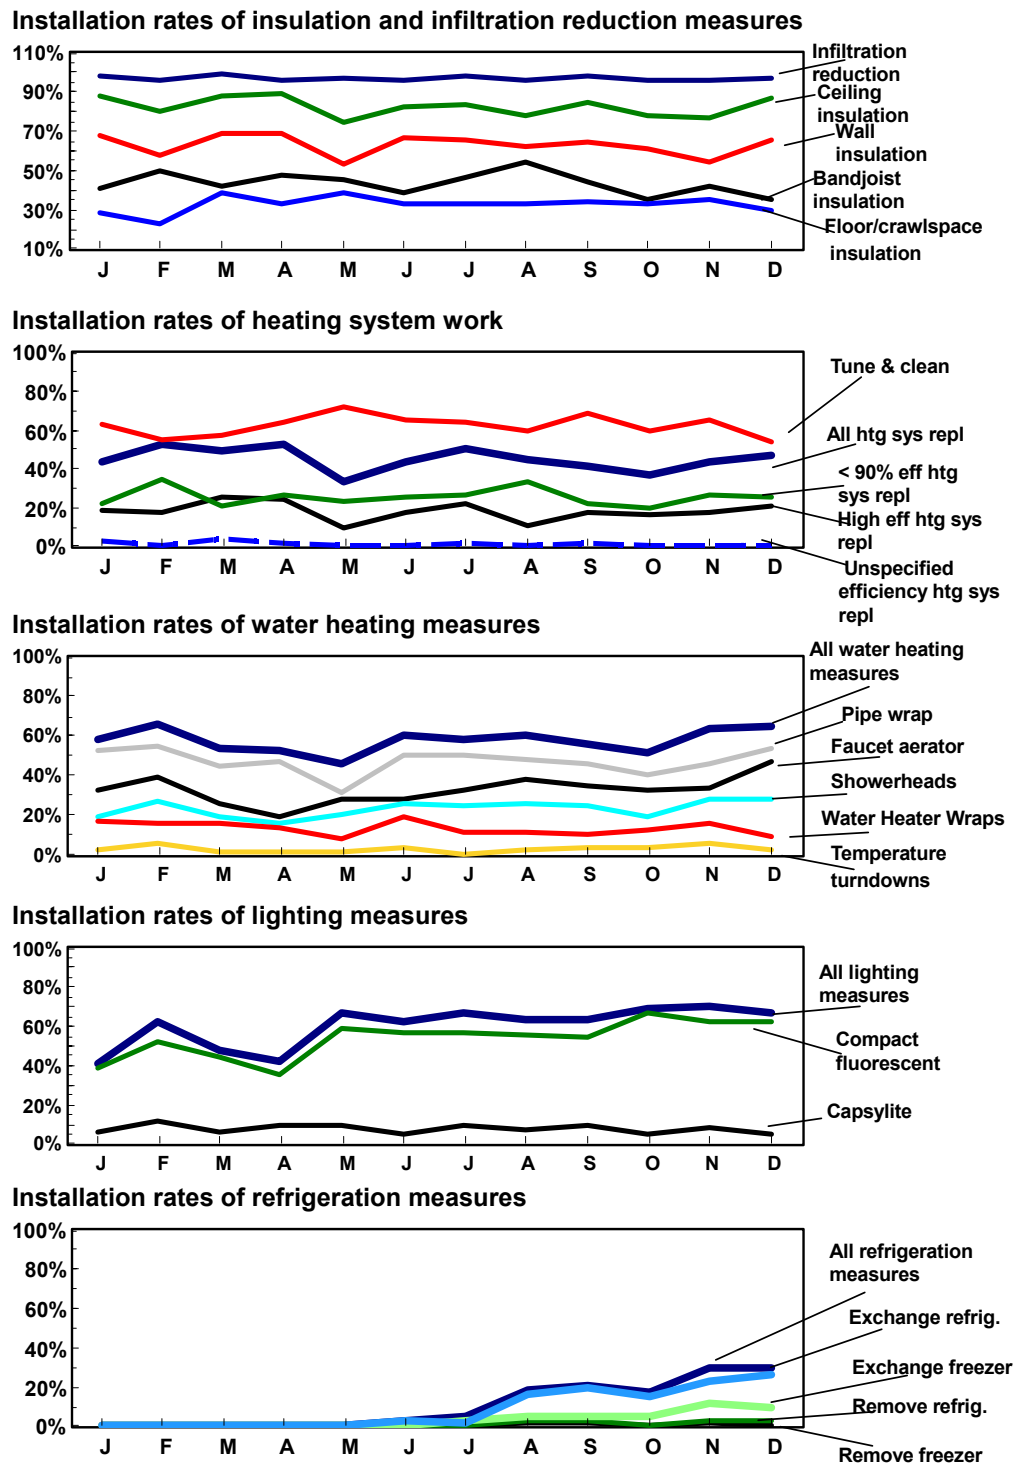 Installation rates of insulation and infiltration reduction measures
110%
90%
70%
50%
30%
10%
J F M A M J J A S O N D
Infiltration
reduction
Ceiling
insulation
Wall
insulation
Bandjoist
insulation
Floor/crawlspace
insulation
Installation rates of heating system work
100%
80%
60%
40%
20%
0%
J F M A M J J A S O N D
Tune & clean
All htg sys repl
< 90% eff htg
sys repl
High eff htg sys
repl
Unspecified
efficiency htg sys
repl
Installation rates of water heating measures
100%
80%
60%
40%
20%
0%
J F M A M J J A S O N D
All water heating
measures
Pipe wrap
Faucet aerator
Showerheads
Water Heater Wraps
Temperature
turndowns
Installation rates of lighting measures
100%
80%
60%
40%
20%
0%
J F M A M J J A S O N D
All lighting
measures
Compact
fluorescent
Capsylite
Installation rates of refrigeration measures
100%
80%
60%
40%
20%
0%
J F M A M J J A S O N D
All refrigeration
measures
Exchange refrig.
Exchange freezer
Remove refrig.
Remove freezer